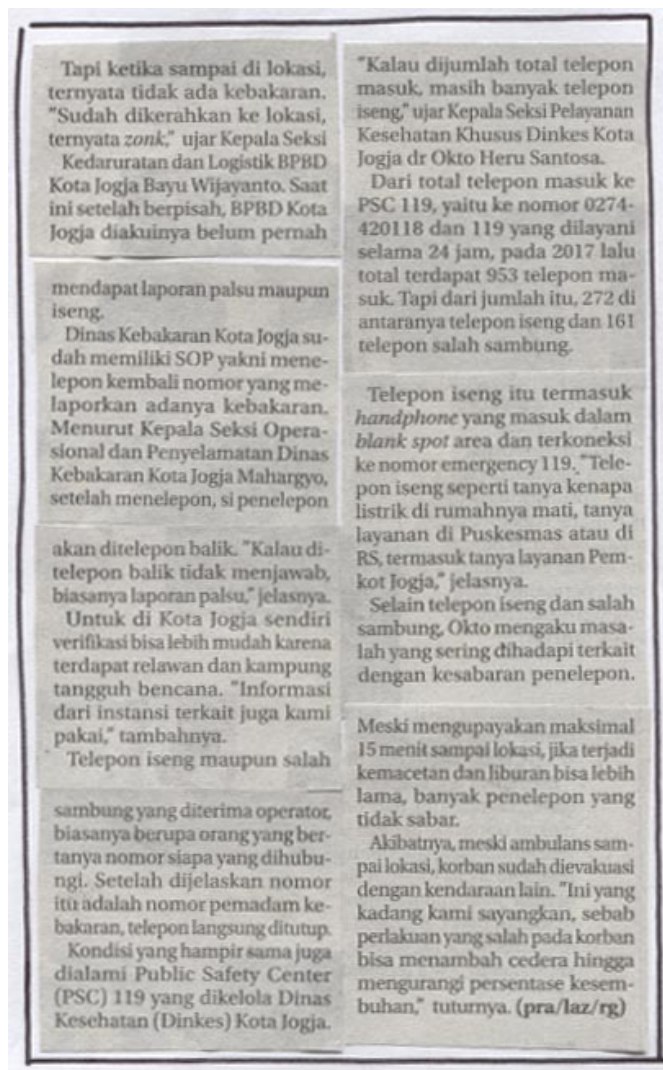 Tapi ketika sampai di lokasi,
ternyata tidak ada kebakaran.
"Sudah dikerahkan ke lokasi,
ternyata zonk," ujar Kepala Seksi
Kedaruratan dan Logistik BPBD
Kota Jogja Bayu Wijayanto. Saat
ini setelah berpisah, BPBD Kota
Jogja diakuinya belum pernah
mendapat laporan palsu maupun
iseng.
Dinas Kebakaran Kota Jogja su-
dah memiliki SOP yakni mene-
lepon kembali nomor yang me-
laporkan adanya kebakaran.
Menurut Kepala Seksi Opera-
sional dan Penyelamatan Dinas
Kebakaran Kota Jogja Mahargyo,
setelah menelepon, si penelepon
akan ditelepon balik. "Kalau di-
telepon balik tidak menjawab,
biasanya laporan palsu," jelasnya.
Untuk di Kota Jogja sendiri
verifikasi bisa lebih mudah karena
terdapat relawan dan kampung
tangguh bencana. "Informasi
dari instansi terkait juga kami
pakai," tambahnya.
Telepon iseng maupun salah
sambung yang diterima operator,
biasanya berupa orang yang ber-
tanya nomor siapa yang dihubu-
ngi. Setelah dijelaskan nomor
itu adalah nomor pemadam ke-
bakaran, telepon langsung ditutup.
Kondisi yang hampir sama juga
dialami Public Safety Center
(PSC) 119 yang dikelola Dinas
Kesehatan (Dinkes) Kota Jogja.
"Kalau dijumlah total telepon
masuk, masih banyak telepon
iseng," ujar Kepala Seksi Pelayanan
Kesehatan Khusus Dinkes Kota
Jogja dr Okto Heru Santosa.
Dari total telepon masuk ke
PSC 119, yaitu ke nomor 0274-
420118 dan 119 yang dilayani
selama 24 jam, pada 2017 lalu
total terdapat 953 telepon ma-
suk. Tapi dari jumlah itu, 272 di
antaranya telepon iseng dan 161
telepon salah sambung.
Telepon iseng itu termasuk
handphone yang masuk dalam
blank spot area dan terkoneksi
ke nomor emergency 119. "Tele-
pon iseng seperti tanya kenapa
listrik di rumahnya mati, tanya
layanan di Puskesmas atau di
RS, termasuk tanya layanan Pem-
kot Jogja," jelasnya.
Selain telepon iseng dan salah
sambung, Okto mengaku masa-
lah yang sering dihadapi terkait
dengan kesabaran penelepon.
Meski mengupayakan maksimal
15 menit sampai lokasi, jika terjadi
kemacetan dan liburan bisa lebih
lama, banyak penelepon yang
tidak sabar.
Akibatnya, meski ambulans sam-
pai lokasi, korban sudah dievakuasi
dengan kendaraan lain. "Ini yang
kadang kami sayangkan, sebab
perlakuan yang salah pada korban
bisa menambah cedera hingga
mengurangi persentase kesem-
buhan," tuturnya. (pra/laz/rg)